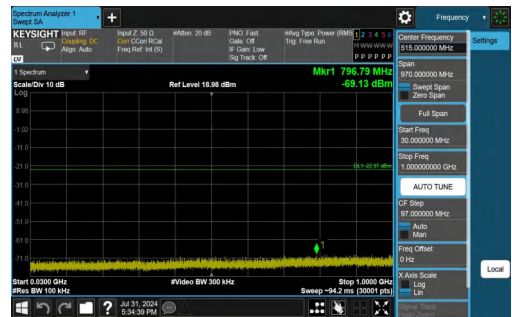 Spectrum Analyzer 1
Swept SA
Frequency
KEYSIGHT
Input: RF
Coupling: DC
Align: Auto
Input Z: 50 Ω
Corr CCorr RCal
Freq Ref: Int (S)
#Atten: 20 dB
PNO: Fast
Gate: Off
IF Gain: Low
Sig Track: Off
#Avg Type: Power (RMS
Trig: Free Run
1 2 3 4 5 6
M W W W W W
P P P P P P
R L
LXI
Center Frequency
515.000000 MHz
Settings
1 Spectrum
Mkr1 796.79 MHz
Scale/Div 10 dB
Ref Level 18.98 dBm
-69.13 dBm
Log
8.98
-1.02
-11.0
-21.0
-31.0
-41.0
-51.0
-61.0
-71.0
DL1 -22.97 dBm
1
Span
970.000000 MHz
Swept Span
Zero Span
Full Span
Start Freq
30.000000 MHz
Stop Freq
1.000000000 GHz
AUTO TUNE
CF Step
97.000000 MHz
Auto
Man
Freq Offset
0 Hz
X Axis Scale
Log
Lin
Signal Track
Local
Start 0.0300 GHz
#Video BW 300 kHz
Stop 1.0000 GHz
#Res BW 100 kHz
Sweep ~94.2 ms (30001 pts)
Jul 31, 2024
5:34:39 PM